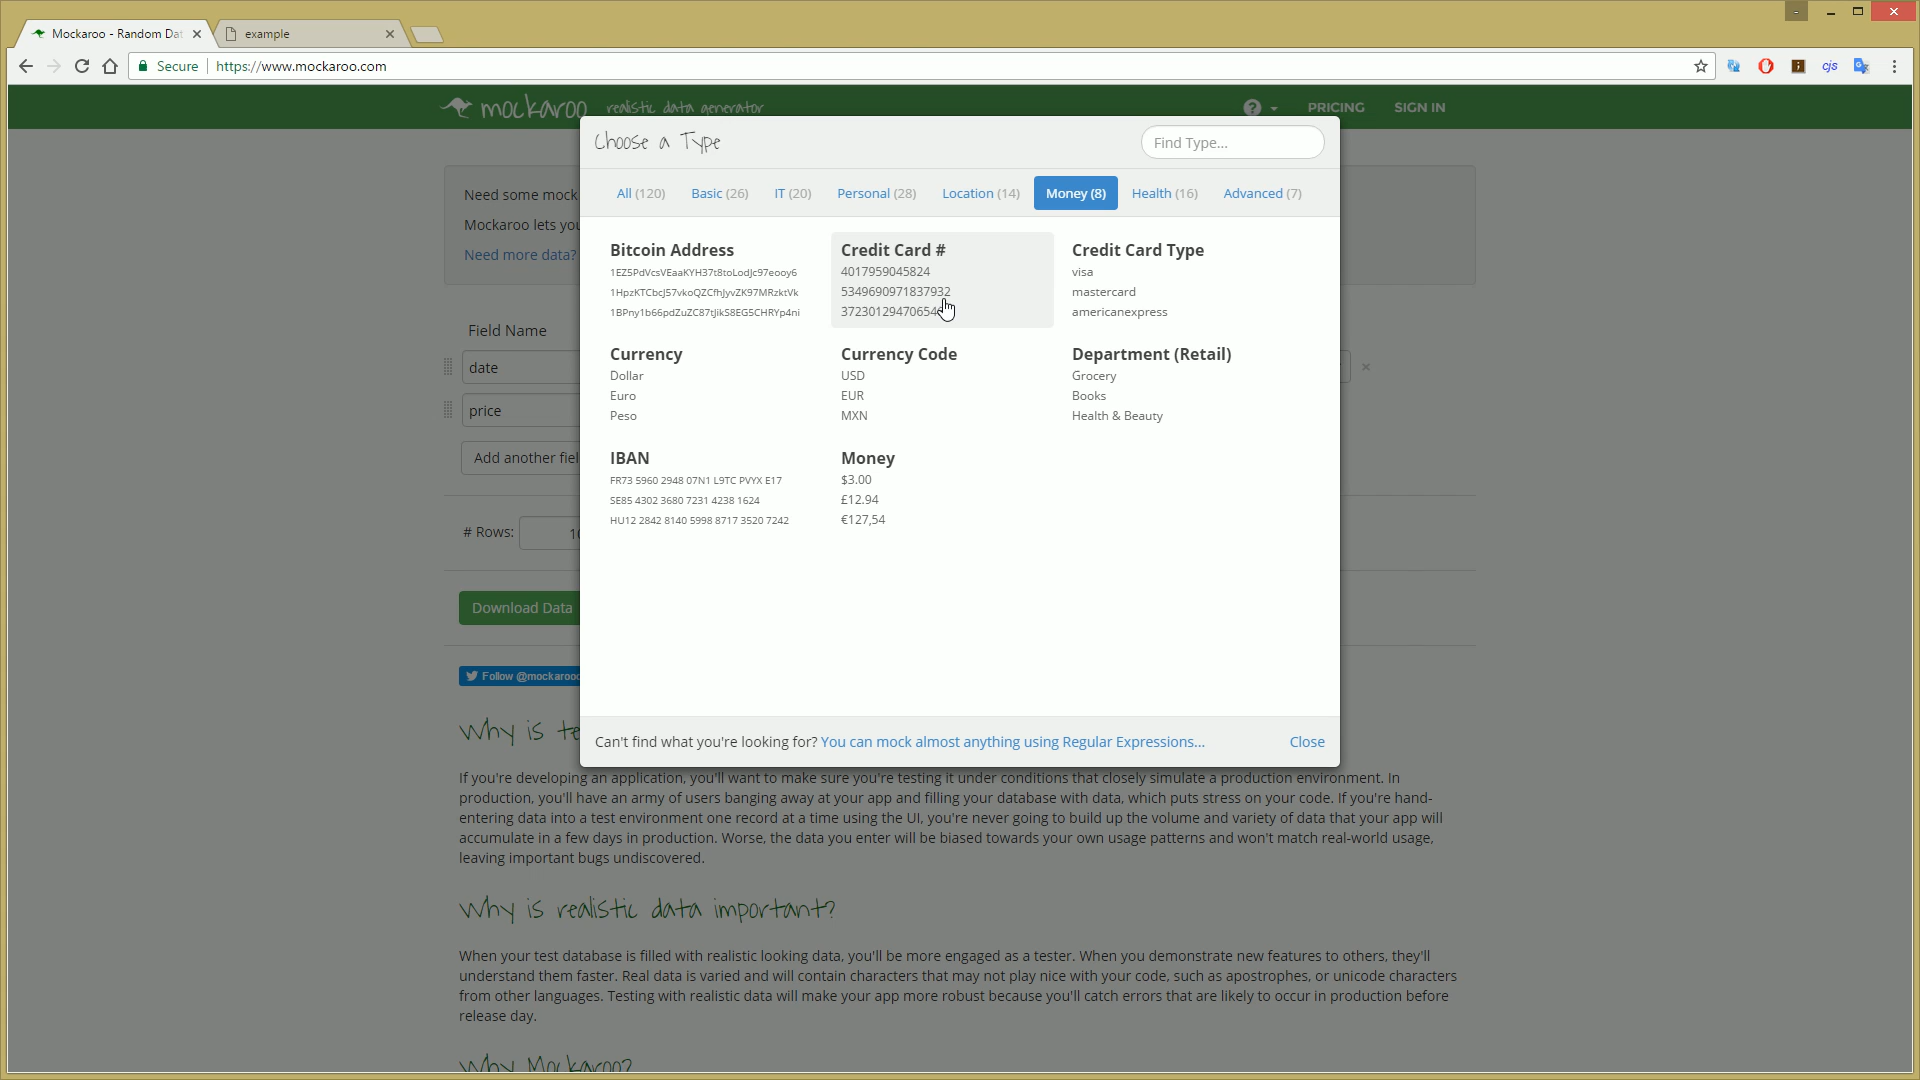 Mockaroo - Random Dat
example
Secure
https://www.mockaroo.com
cjs
mockaroo
realistic data generator
?
PRICING
SIGN IN
Choose a Type
Find Type...
All (120)
Basic (26)
IT (20)
Personal (28)
Location (14)
Money (8)
Health (16)
Advanced (7)
Bitcoin Address
1EZ5PdVcsVEaaKYH37t8toLodJc97eooy6
1HpzKTCbcJ57vkoQZCfhJyvZK97MRzktVk
1BPny1b66pdZuZC87tJikS8EG5CHRYp4ni
Credit Card #
4017959045824
5349690971837932
37230129470654
Credit Card Type
visa
mastercard
americanexpress
Currency
Dollar
Euro
Peso
Currency Code
USD
EUR
MXN
Department (Retail)
Grocery
Books
Health & Beauty
IBAN
FR73 5960 2948 07N1 L9TC PVYX E17
SE85 4302 3680 7231 4238 1624
HU12 2842 8140 5998 8717 3520 7242
Money
$3.00
£12.94
€127,54
Can't find what you're looking for? You can mock almost anything using Regular Expressions...
Close
Need some mock
Mockaroo lets you
Need more data?
Field Name
date
price
Add another fiel
# Rows:
Download Data
Follow @mockaroo
Why is te
If you're developing an application, you'll want to make sure you're testing it under conditions that closely simulate a production environment. In
production, you'll have an army of users banging away at your app and filling your database with data, which puts stress on your code. If you're hand-
entering data into a test environment one record at a time using the UI, you're never going to build up the volume and variety of data that your app will
accumulate in a few days in production. Worse, the data you enter will be biased towards your own usage patterns and won't match real-world usage,
leaving important bugs undiscovered.
Why is realistic data important?
When your test database is filled with realistic looking data, you'll be more engaged as a tester. When you demonstrate new features to others, they'll
understand them faster. Real data is varied and will contain characters that may not play nice with your code, such as apostrophes, or unicode characters
from other languages. Testing with realistic data will make your app more robust because you'll catch errors that are likely to occur in production before
release day.
Why Mockaroo?